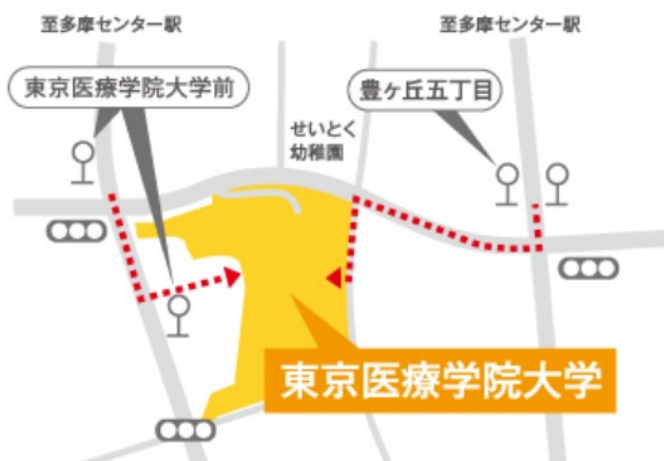 至多摩センター駅
至多摩センター駅
東京医療学院大学前
豊ヶ丘五丁目
せいとく
幼稚園
東京医療学院大学